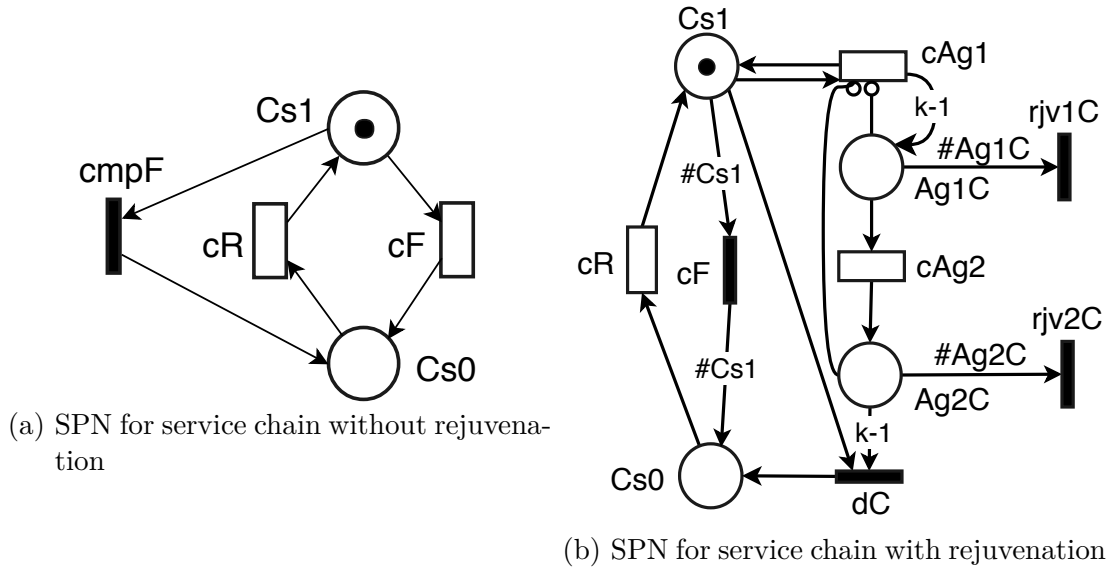 Cs1
cmpF
cR
cF
Cs0
(a) SPN for service chain without rejuvena-
tion
Cs1
cAg1
k-1
rjv1C
#Ag1C
Ag1C
#Cs1
cR
cF
cAg2
rjv2C
#Ag2C
Ag2C
#Cs1
k-1
Cs0
dC
(b) SPN for service chain with rejuvenation